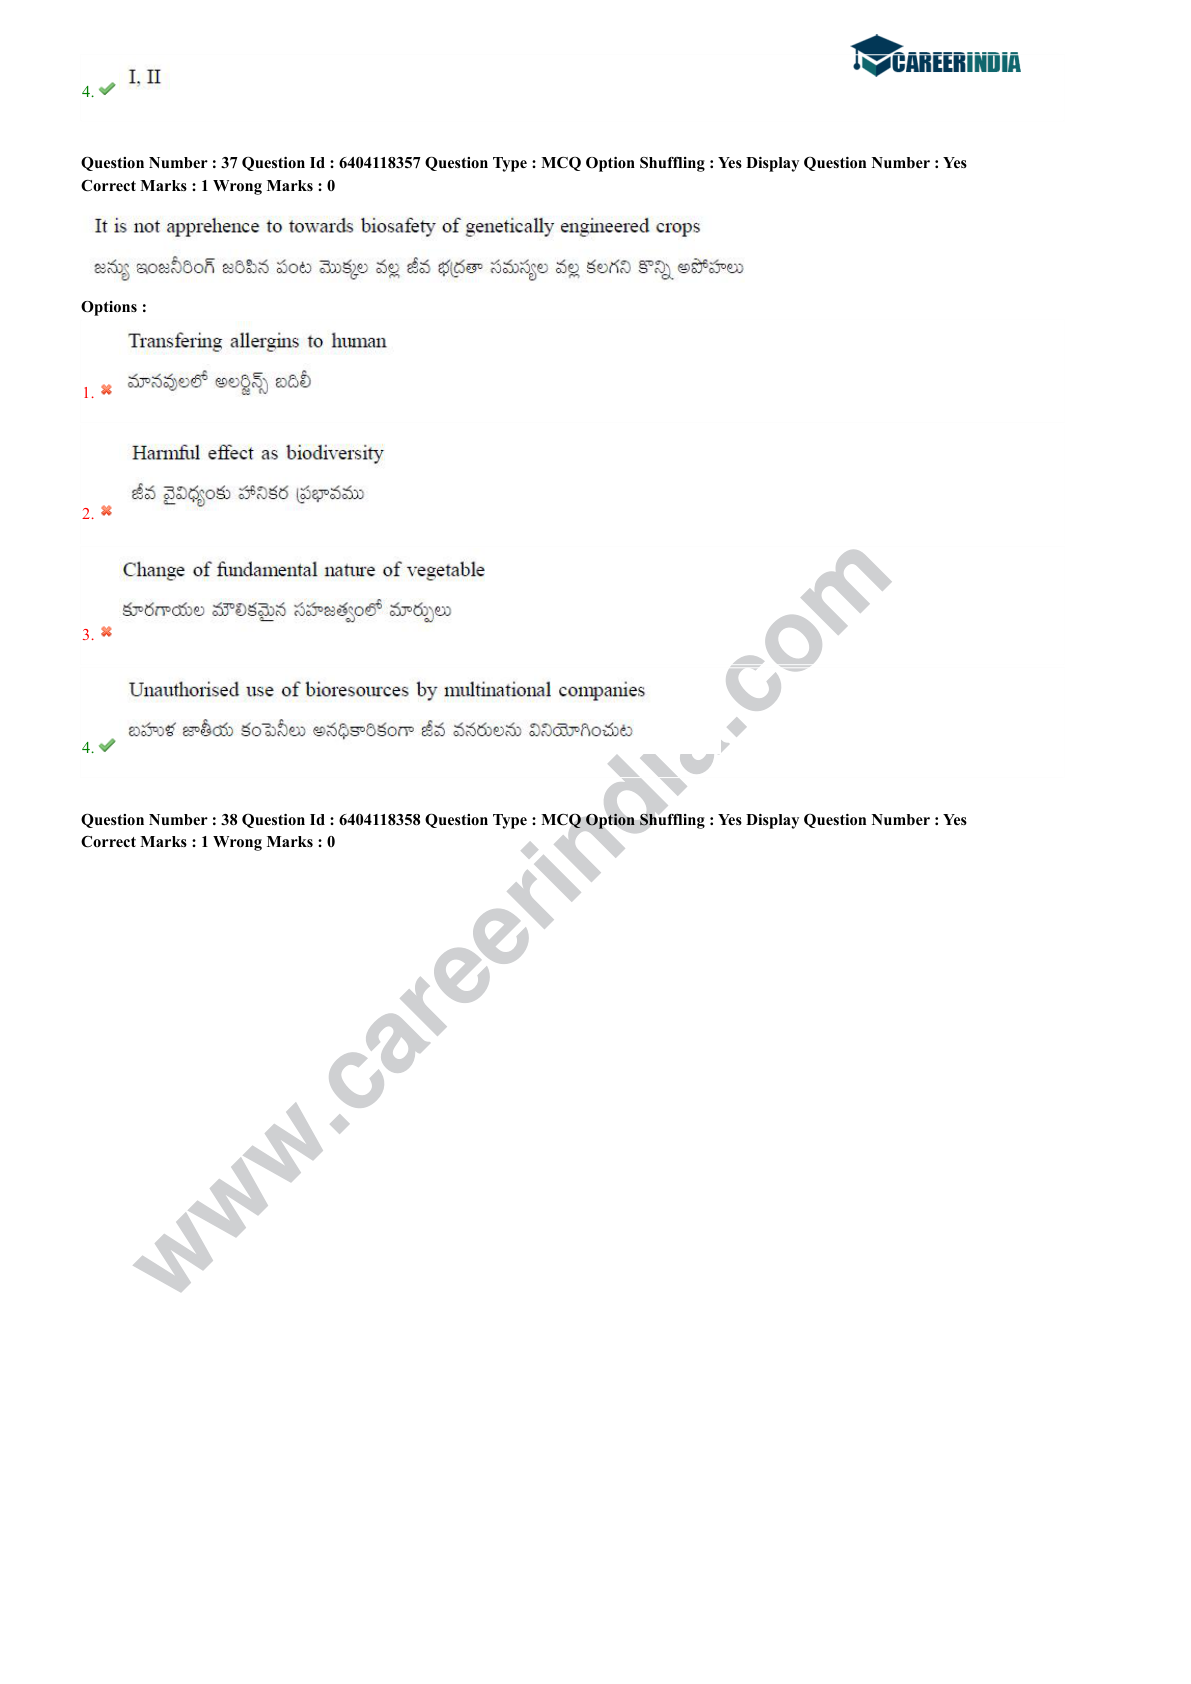 CAREERINDIA
I, II
4.
Question Number : 37 Question Id : 6404118357 Question Type : MCQ Option Shuffling : Yes Display Question Number : Yes
Correct Marks : 1 Wrong Marks : 0
It is not apprehence to towards biosafety of genetically engineered crops
జన్యు ఇంజనీరింగ్ జరిపిన పంట మొక్కల వల్ల జీవ భద్రతా సమస్యల వల్ల కలగని కొన్ని అపోహలు
Options :
Transfering allergins to human
మానవులలో అలర్జిన్స్ బదిలీ
1.
Harmful effect as biodiversity
జీవ వైవిధ్యంకు హానికర ప్రభావము
2.
Change of fundamental nature of vegetable
కూరగాయల మౌలికమైన సహజత్వంలో మార్పులు
3.
Unauthorised use of bioresources by multinational companies
బహుళ జాతీయ కంపెనీలు అనధికారికంగా జీవ వనరులను వినియోగించుట
4.
Question Number : 38 Question Id : 6404118358 Question Type : MCQ Option Shuffling : Yes Display Question Number : Yes
Correct Marks : 1 Wrong Marks : 0
www.careerindia.com